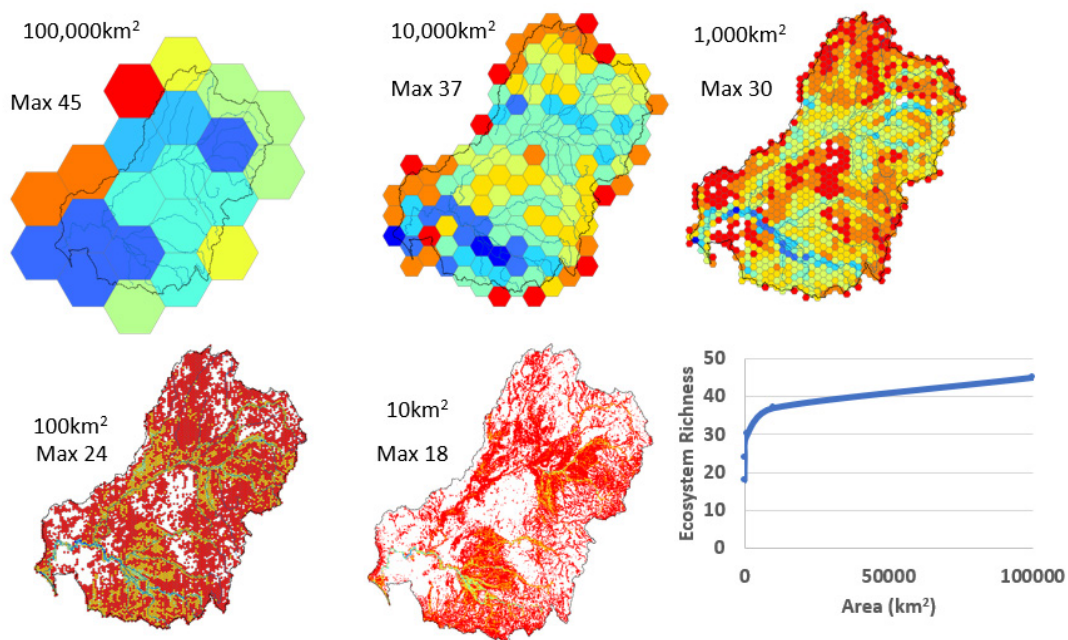 100,000km²
Max 45
10,000km²
Max 37
1,000km²
Max 30
100km²
Max 24
10km²
Max 18
Ecosystem Richness
50
40
30
20
10
0
0 50000 100000
Area (km²)